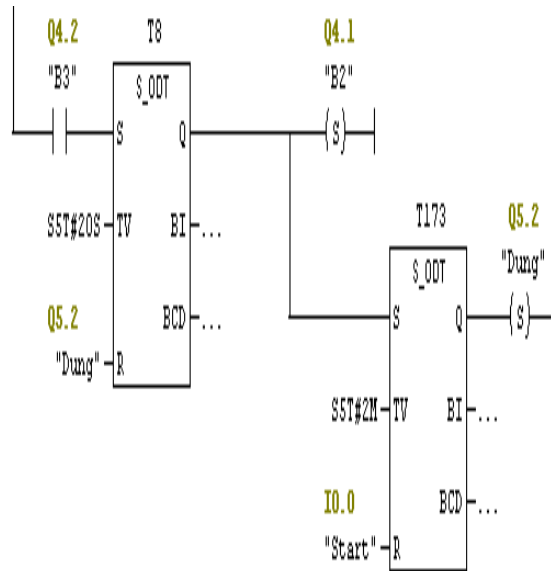 Q4.2 T8 Q4.1
"B3" "B2"
S_ODT
S Q (S)
T173 Q5.2
S5T#20S TV BI ...
S_ODT "Dung"
Q5.2 BCD ... S Q (S)
"Dung" R
S5T#2M TV BI ...
I0.0 BCD ...
"Start" R